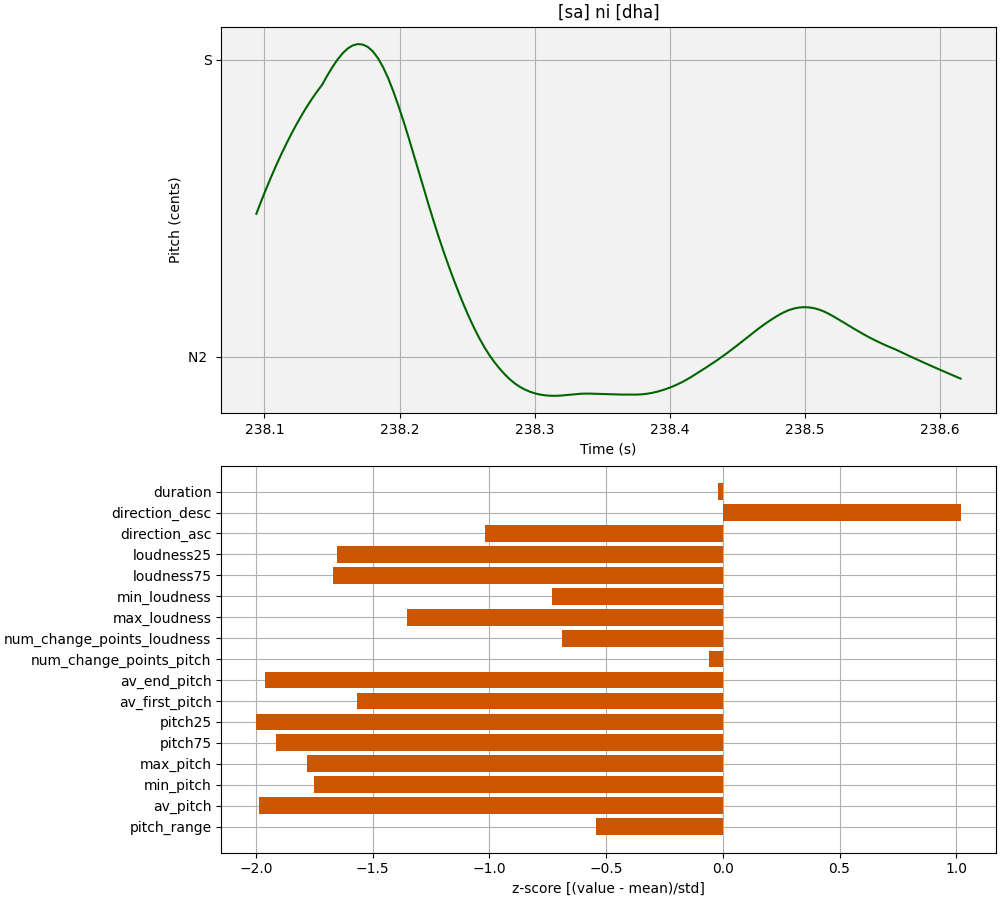 [sa] ni [dha]
S
Pitch (cents)
N2
238.1 238.2 238.3 238.4 238.5 238.6
Time (s)
duration
direction_desc
direction_asc
loudness25
loudness75
min_loudness
max_loudness
num_change_points_loudness
num_change_points_pitch
av_end_pitch
av_first_pitch
pitch25
pitch75
max_pitch
min_pitch
av_pitch
pitch_range
−2.0 −1.5 −1.0 −0.5 0.0 0.5 1.0
z-score [(value - mean)/std]